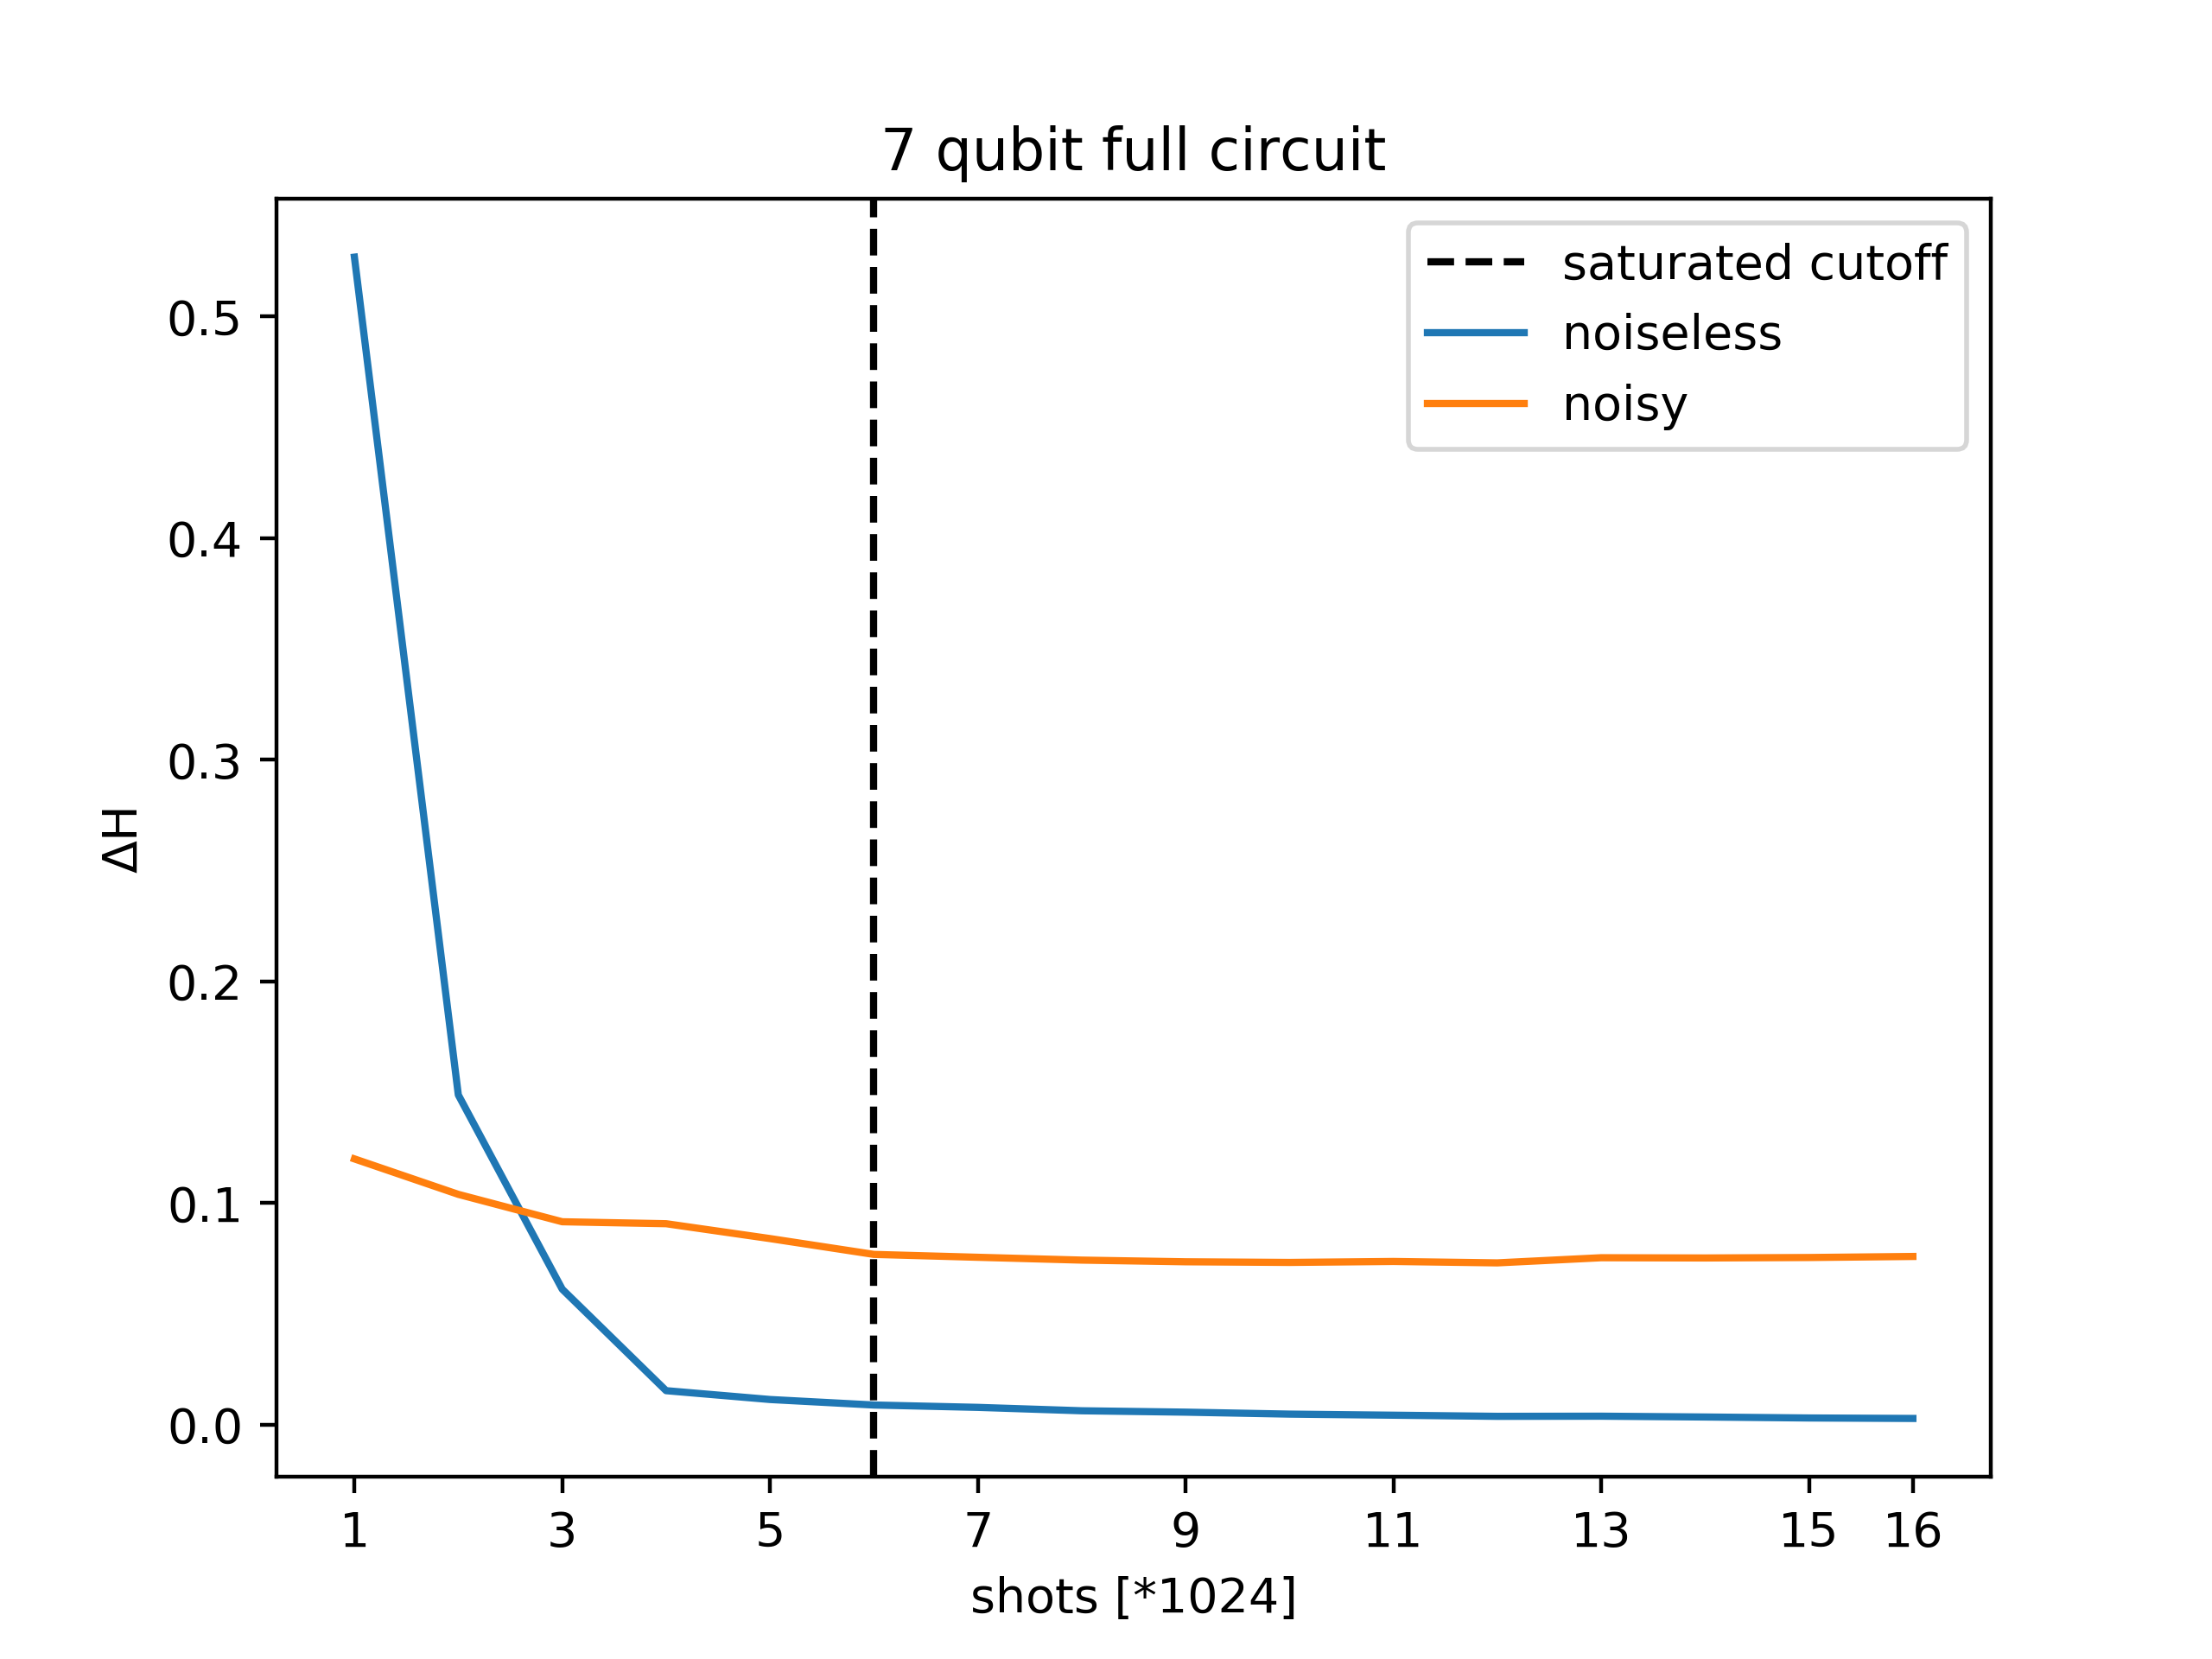 7 qubit full circuit
saturated cutoff
noiseless
noisy
0.5
0.4
0.3
0.2
0.1
0.0
ΔH
1 3 5 7 9 11 13 15 16
shots [*1024]